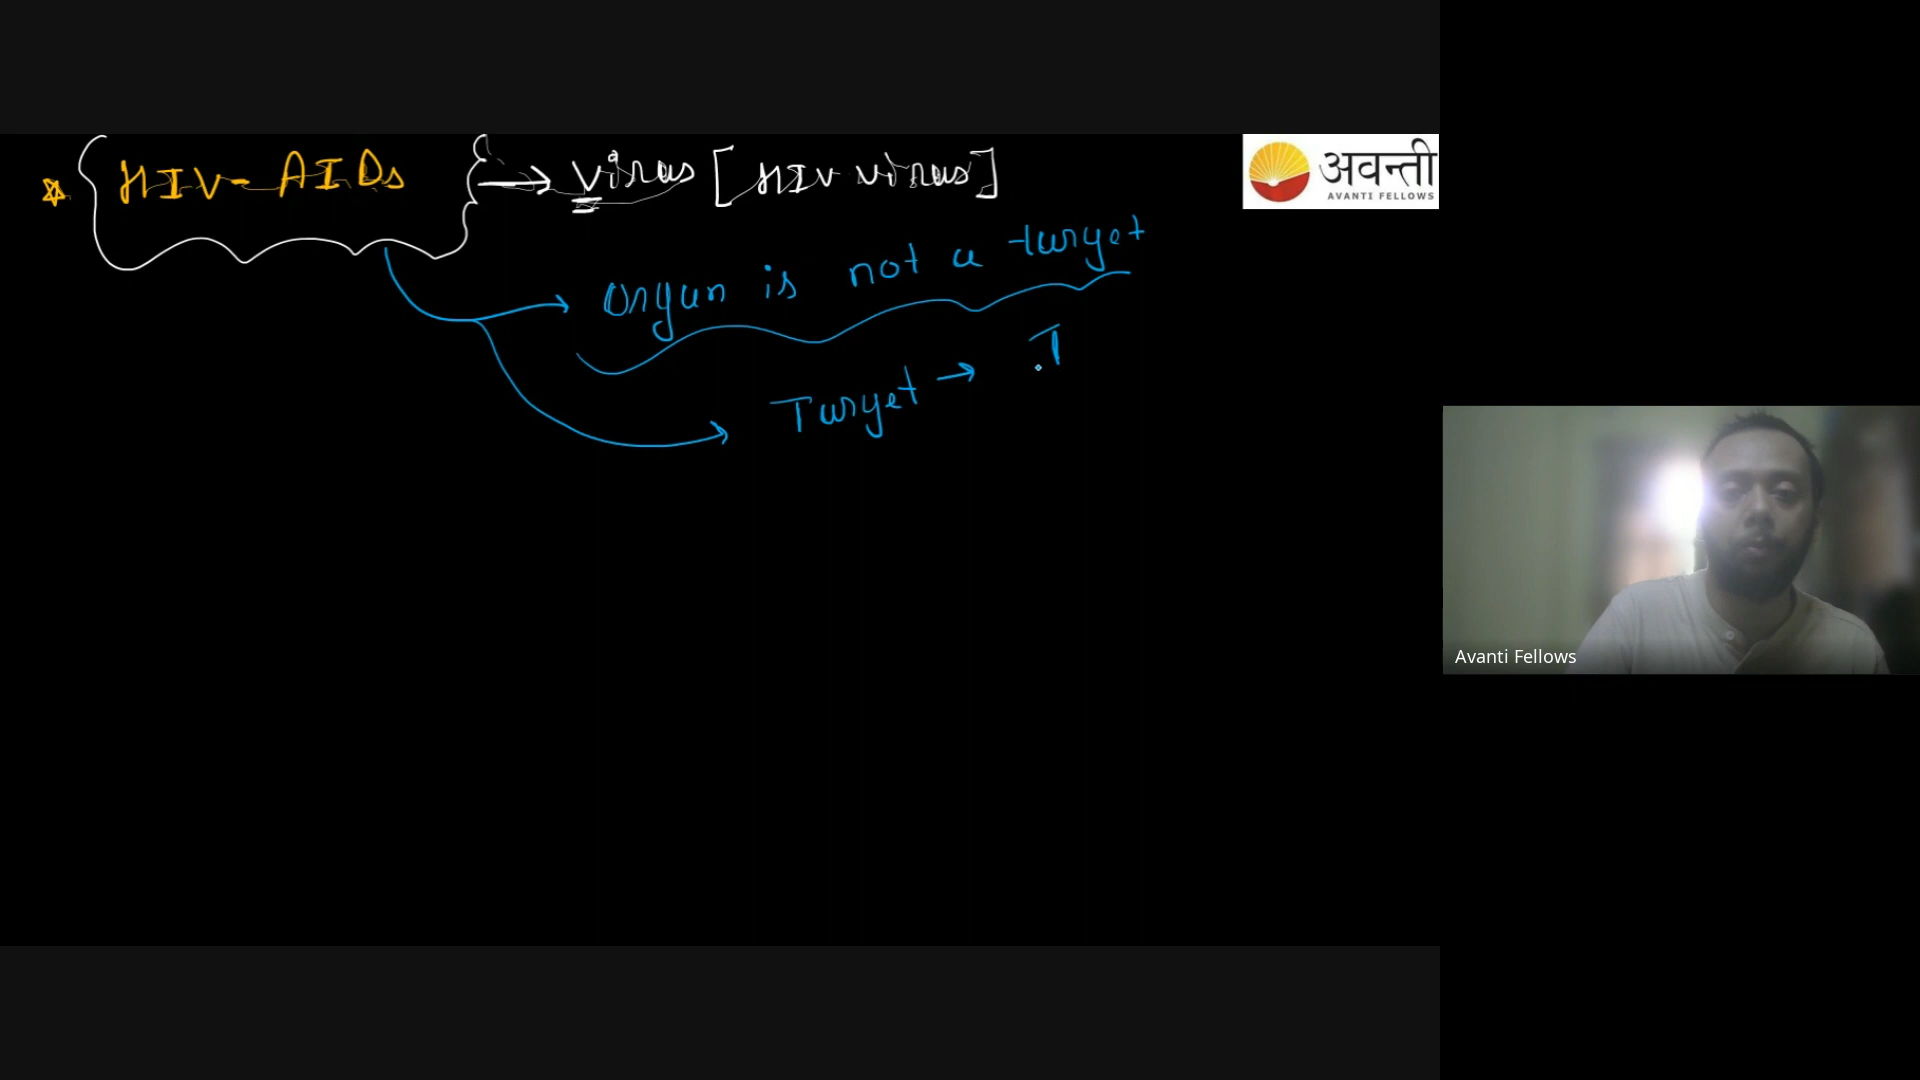 HIV-AIDs → Virus [HIV virus]
अवन्ती
AVANTI FELLOWS
Organ is not a target
Target → T
Avanti Fellows